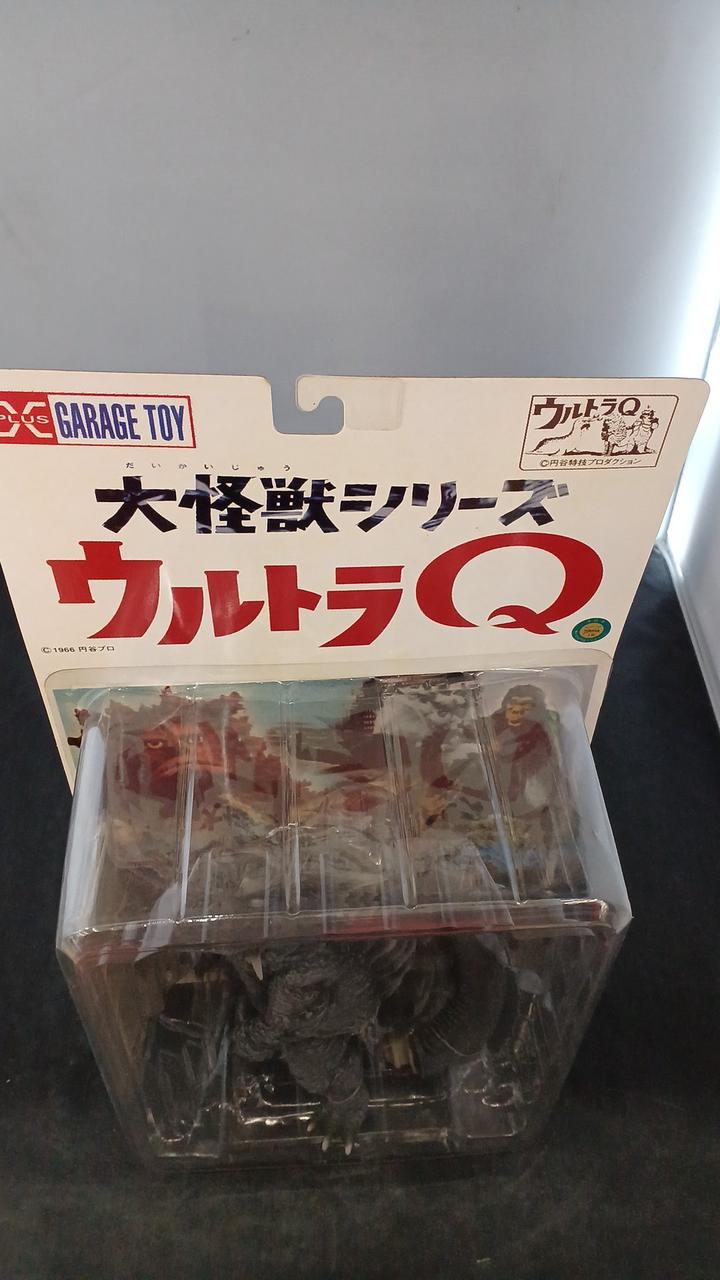 X PLUS
GARAGE TOY
ウルトラQ
©円谷特技プロダクション
だいかいじゅう
大怪獣シリーズ
ウルトラQ
©1966 円谷プロ